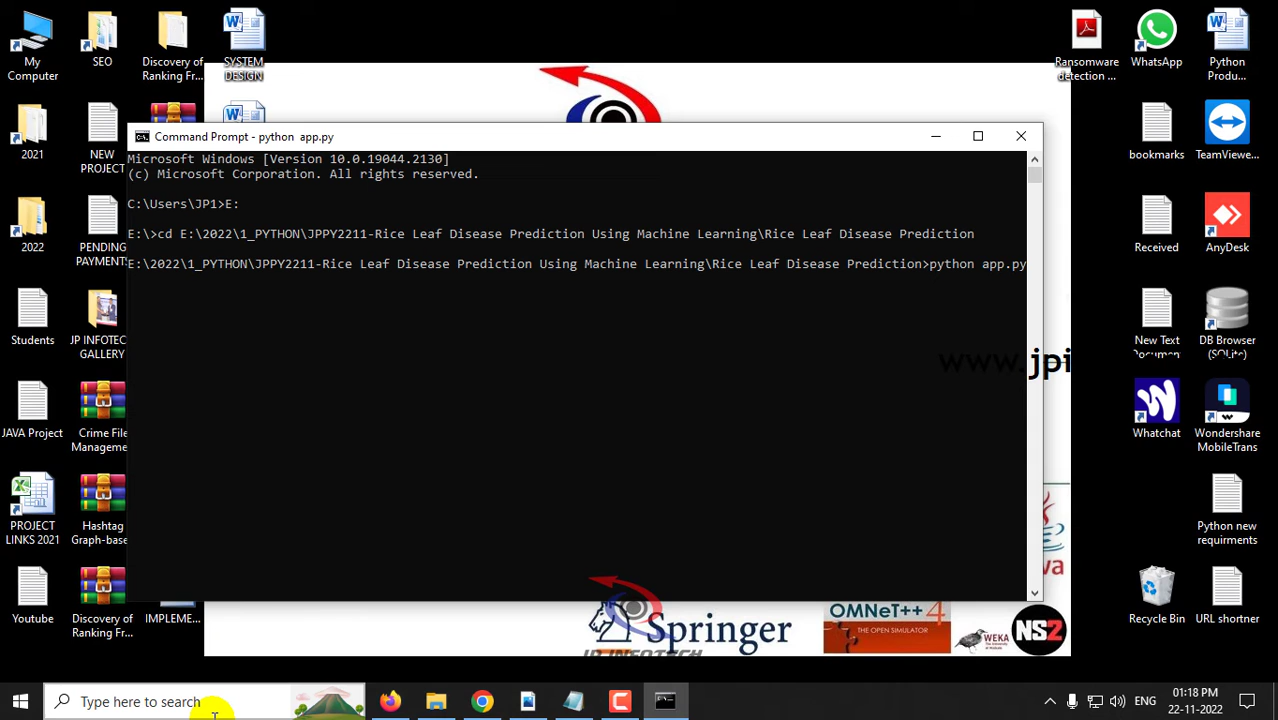 My
Computer
SEO
Discovery of
Ranking Fr...
SYSTEM
DESIGN
Ransomware
detection ...
WhatsApp
Python
Produ...
2021
NEW
PROJECT
bookmarks
TeamViewe...
Command Prompt - python app.py
Microsoft Windows [Version 10.0.19044.2130]
(c) Microsoft Corporation. All rights reserved.
C:\Users\JP1>E:
E:\>cd E:\2022\1_PYTHON\JPPY2211-Rice Leaf Disease Prediction Using Machine Learning\Rice Leaf Disease Prediction
E:\2022\1_PYTHON\JPPY2211-Rice Leaf Disease Prediction Using Machine Learning\Rice Leaf Disease Prediction>python app.py
2022
PENDING
PAYMENT
Received
AnyDesk
Students
JP INFOTEC
GALLERY
New Text
Documen
DB Browser
(SQLite)
www.jpi
JAVA Project
Crime File
Manageme
Whatchat
Wondershare
MobileTrans
PROJECT
LINKS 2021
Hashtag
Graph-base
Python new
requirments
va
Youtube
Discovery of
Ranking Fr...
IMPLEME...
Recycle Bin
URL shortner
Springer
JP INFOTECH
OMNeT++ 4
THE OPEN SIMULATOR
WEKA
NS2
Type here to search
ENG
01:18 PM
22-11-2022